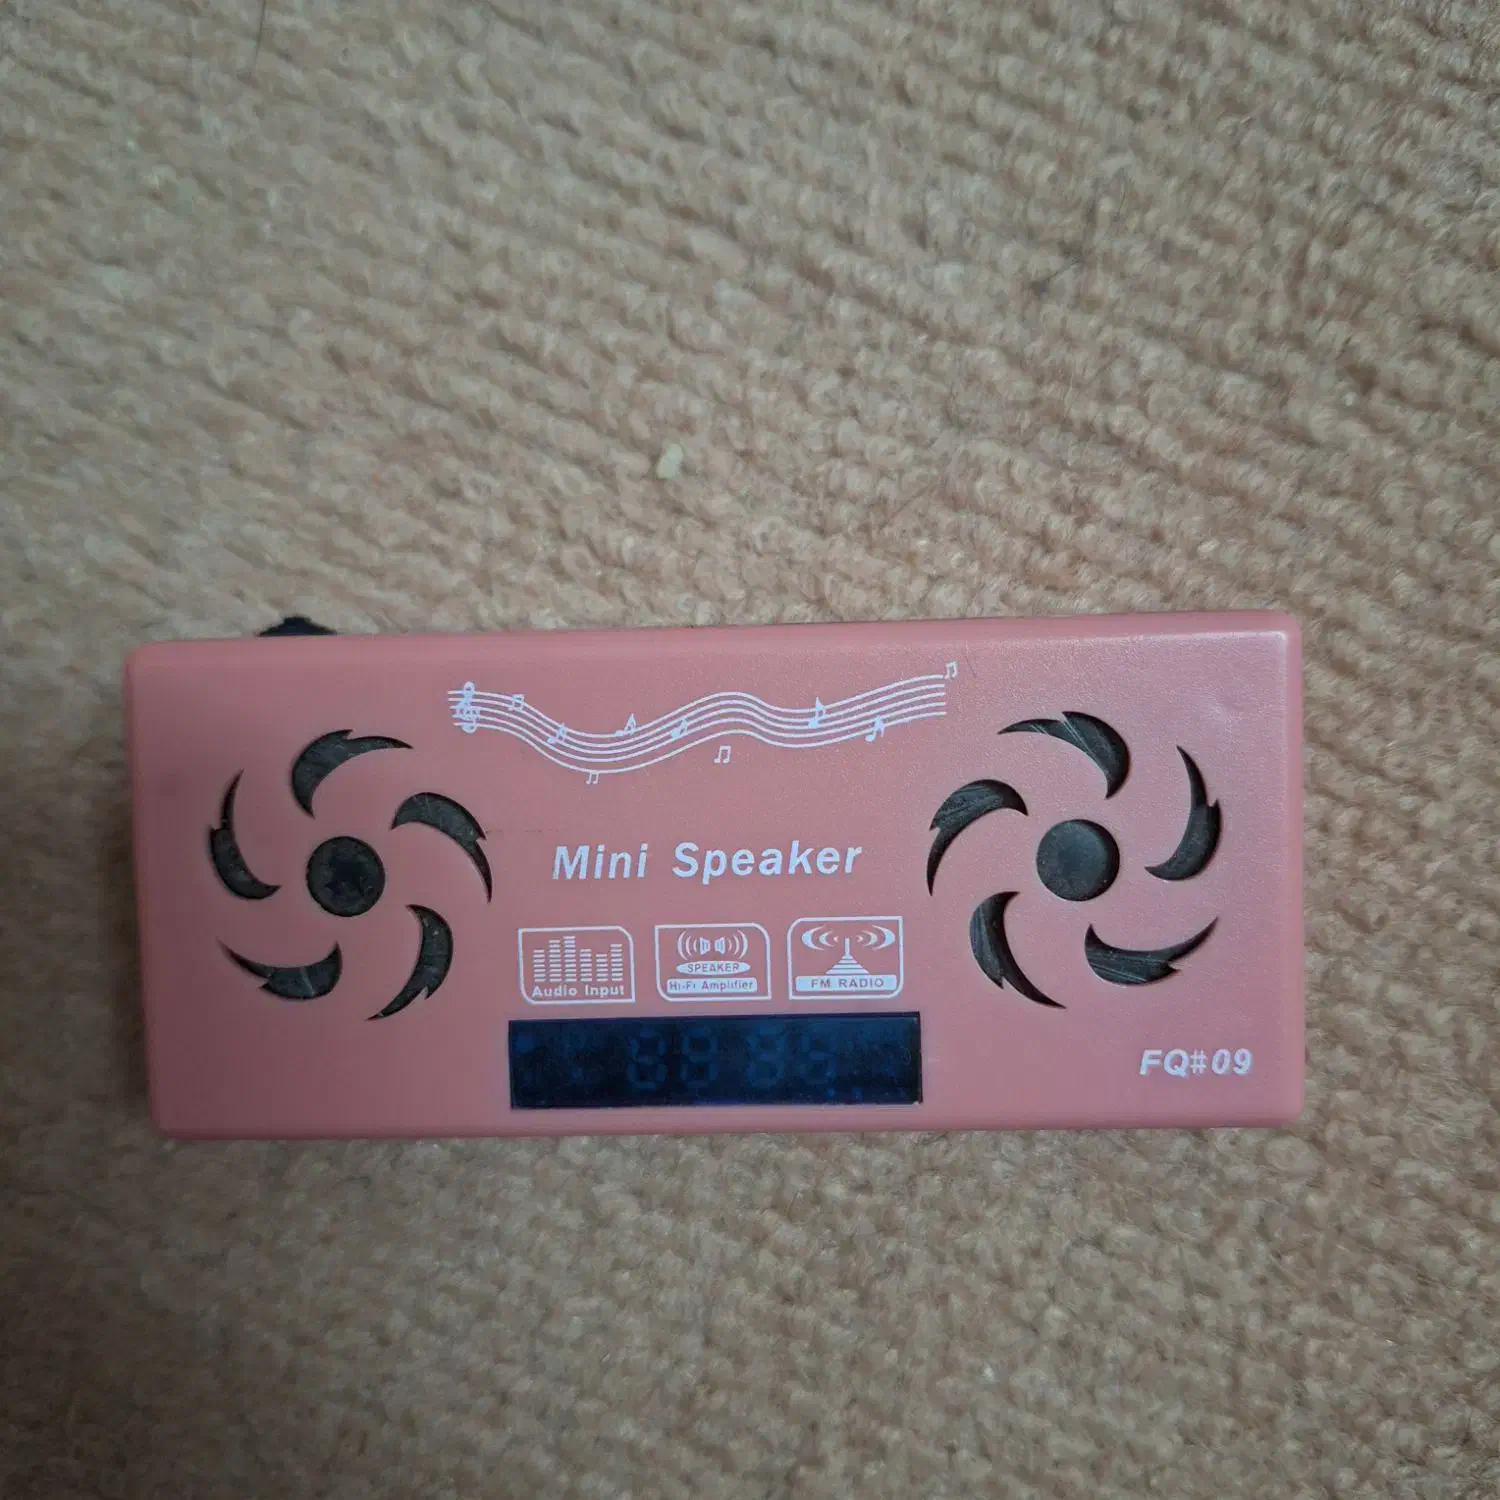 Mini Speaker
Audio Input
SPEAKER
Hi-Fi Amplifier
FM RADIO
FQ#09